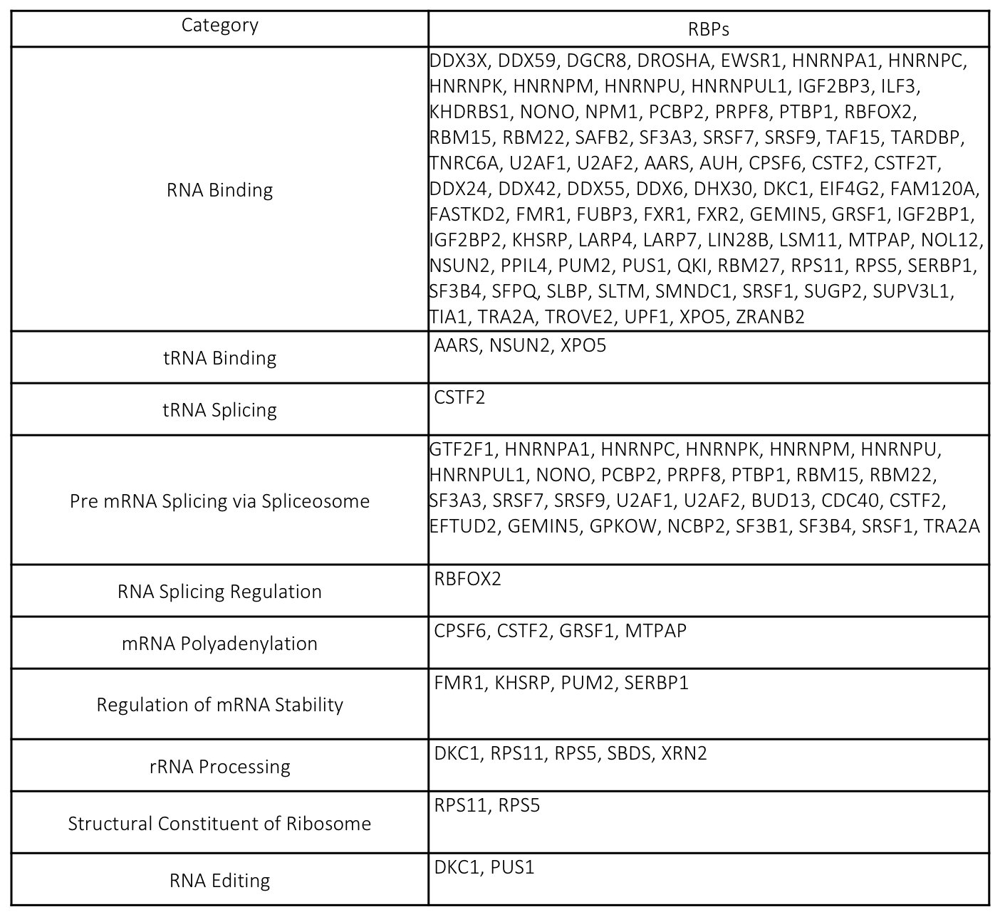 Category
RBPs
RNA Binding
DDX3X, DDX59, DGCR8, DROSHA, EWSR1, HNRNPA1, HNRNPC,
HNRNPK, HNRNPM, HNRNPU, HNRNPUL1, IGF2BP3, ILF3,
KHDRBS1, NONO, NPM1, PCBP2, PRPF8, PTBP1, RBFOX2,
RBM15, RBM22, SAFB2, SF3A3, SRSF7, SRSF9, TAF15, TARDBP,
TNRC6A, U2AF1, U2AF2, AARS, AUH, CPSF6, CSTF2, CSTF2T,
DDX24, DDX42, DDX55, DDX6, DHX30, DKC1, EIF4G2, FAM120A,
FASTKD2, FMR1, FUBP3, FXR1, FXR2, GEMIN5, GRSF1, IGF2BP1,
IGF2BP2, KHSRP, LARP4, LARP7, LIN28B, LSM11, MTPAP, NOL12,
NSUN2, PPIL4, PUM2, PUS1, QKI, RBM27, RPS11, RPS5, SERBP1,
SF3B4, SFPQ, SLBP, SLTM, SMNDC1, SRSF1, SUGP2, SUPV3L1,
TIA1, TRA2A, TROVE2, UPF1, XPO5, ZRANB2
tRNA Binding
AARS, NSUN2, XPO5
tRNA Splicing
CSTF2
Pre mRNA Splicing via Spliceosome
GTF2F1, HNRNPA1, HNRNPC, HNRNPK, HNRNPM, HNRNPU,
HNRNPUL1, NONO, PCBP2, PRPF8, PTBP1, RBM15, RBM22,
SF3A3, SRSF7, SRSF9, U2AF1, U2AF2, BUD13, CDC40, CSTF2,
EFTUD2, GEMIN5, GPKOW, NCBP2, SF3B1, SF3B4, SRSF1, TRA2A
RNA Splicing Regulation
RBFOX2
mRNA Polyadenylation
CPSF6, CSTF2, GRSF1, MTPAP
Regulation of mRNA Stability
FMR1, KHSRP, PUM2, SERBP1
rRNA Processing
DKC1, RPS11, RPS5, SBDS, XRN2
Structural Constituent of Ribosome
RPS11, RPS5
RNA Editing
DKC1, PUS1